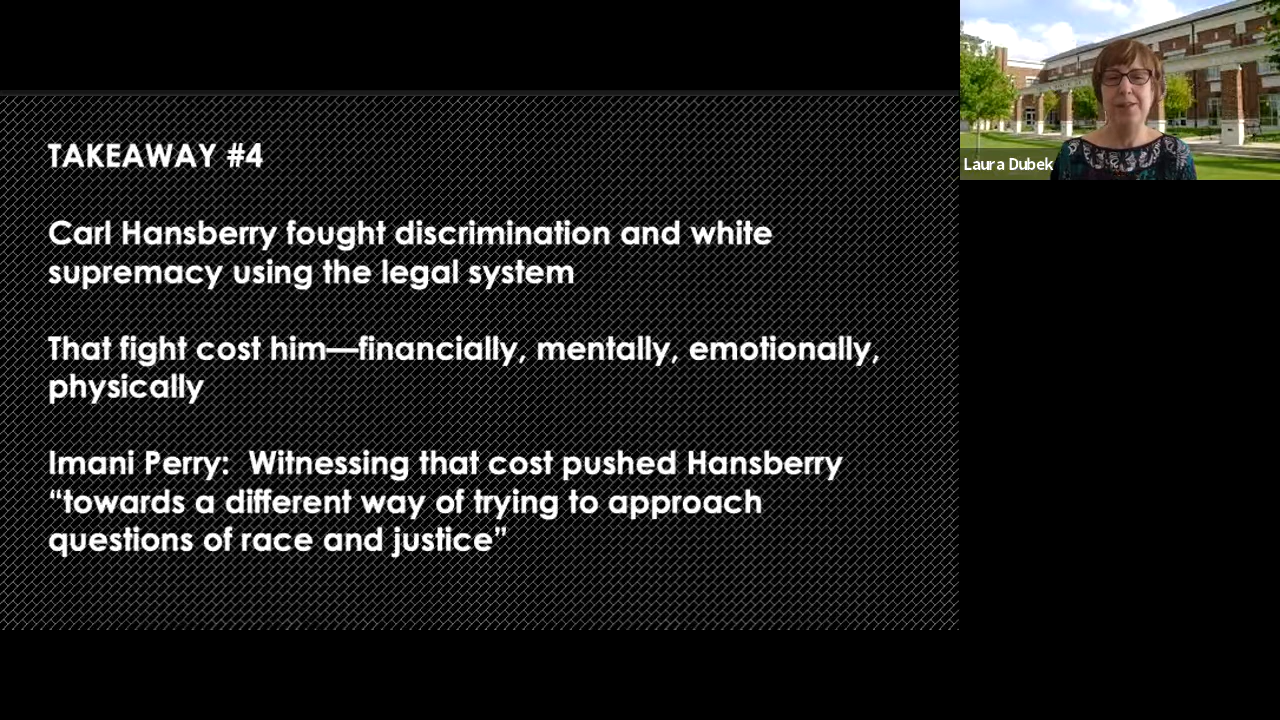 TAKEAWAY #4
Carl Hansberry fought discrimination and white
supremacy using the legal system
That fight cost him—financially, mentally, emotionally,
physically
Imani Perry:  Witnessing that cost pushed Hansberry
“towards a different way of trying to approach
questions of race and justice”
Laura Dubek